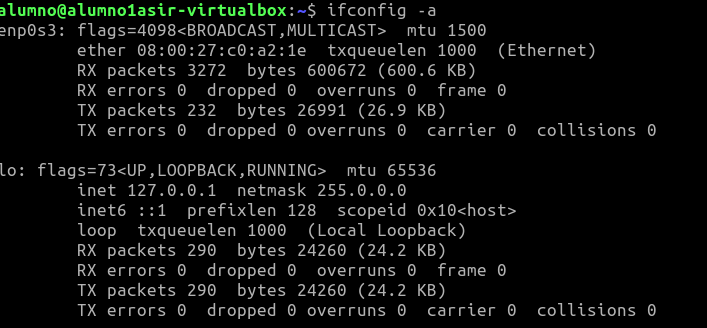 alumno@alumno1asir-virtualbox:~$ ifconfig -a
enp0s3: flags=4098<BROADCAST,MULTICAST>  mtu 1500
        ether 08:00:27:c0:a2:1e  txqueuelen 1000  (Ethernet)
        RX packets 3272  bytes 600672 (600.6 KB)
        RX errors 0  dropped 0  overruns 0  frame 0
        TX packets 232  bytes 26991 (26.9 KB)
        TX errors 0  dropped 0 overruns 0  carrier 0  collisions 0

lo: flags=73<UP,LOOPBACK,RUNNING>  mtu 65536
        inet 127.0.0.1  netmask 255.0.0.0
        inet6 ::1  prefixlen 128  scopeid 0x10<host>
        loop  txqueuelen 1000  (Local Loopback)
        RX packets 290  bytes 24260 (24.2 KB)
        RX errors 0  dropped 0  overruns 0  frame 0
        TX packets 290  bytes 24260 (24.2 KB)
        TX errors 0  dropped 0 overruns 0  carrier 0  collisions 0